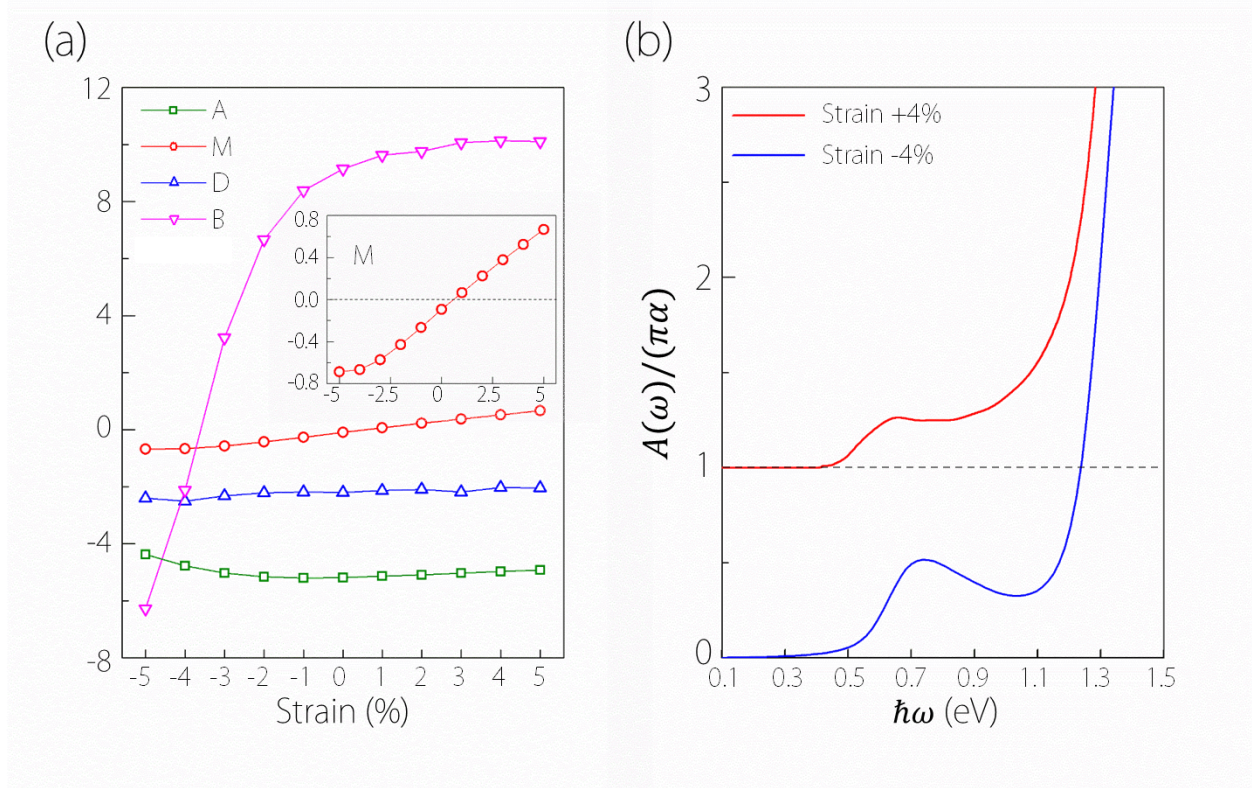 (a)
12
8
4
0
-4
-8
A
M
D
B
M
0.8
0.4
0.0
-0.4
-0.8
-5 -2.5 0 2.5 5
-5 -4 -3 -2 -1 0 1 2 3 4 5
Strain (%)
(b)
3
2
1
0
Strain +4%
Strain -4%
A(ω)/(πα)
0.1 0.3 0.5 0.7 0.9 1.1 1.3 1.5
ħω (eV)